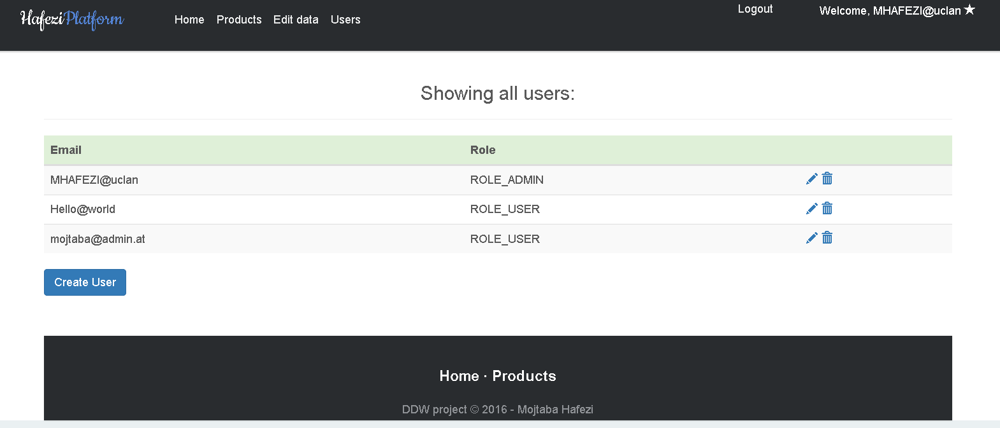 HafeziPlatform Home Products Edit data Users Logout Welcome, MHAFEZI@uclan
Showing all users:
Email Role
MHAFEZI@uclan ROLE_ADMIN
Hello@world ROLE_USER
mojtaba@admin.at ROLE_USER
Create User
Home · Products
DDW project © 2016 - Mojtaba Hafezi